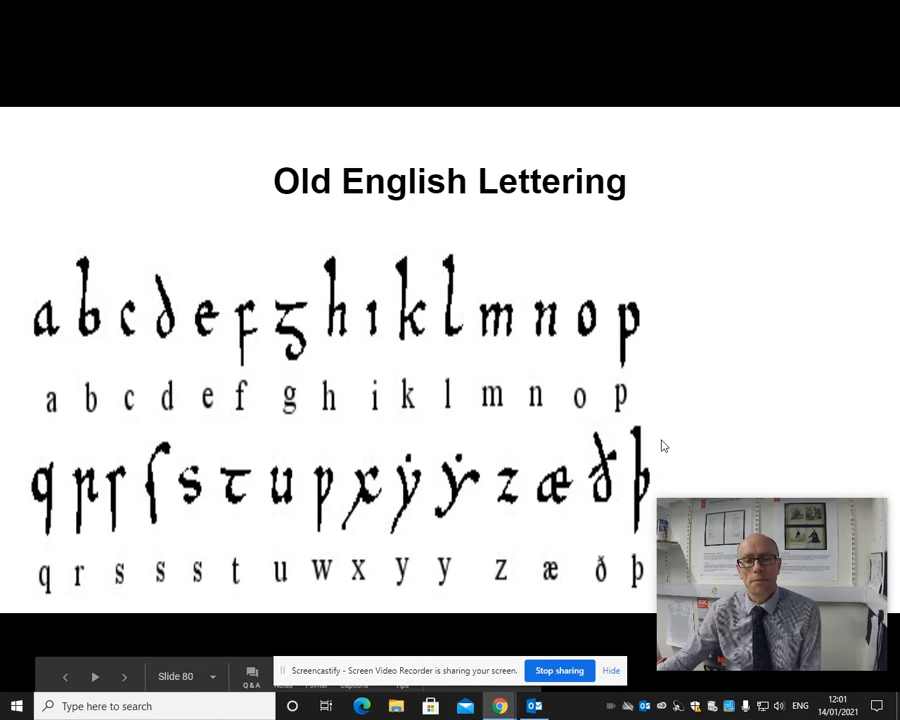 Old English Lettering
a b c d e f g h ı k l m n o p
a b c d e f g h i k l m n o p
q r s ſ s t u ƿ x ẏ ẏ z æ ð þ
q r s s s t u w x y y z æ ð þ
Slide 80
Q&A
Screencastify - Screen Video Recorder is sharing your screen.
Stop sharing
Hide
Type here to search
ENG
12:01
14/01/2021